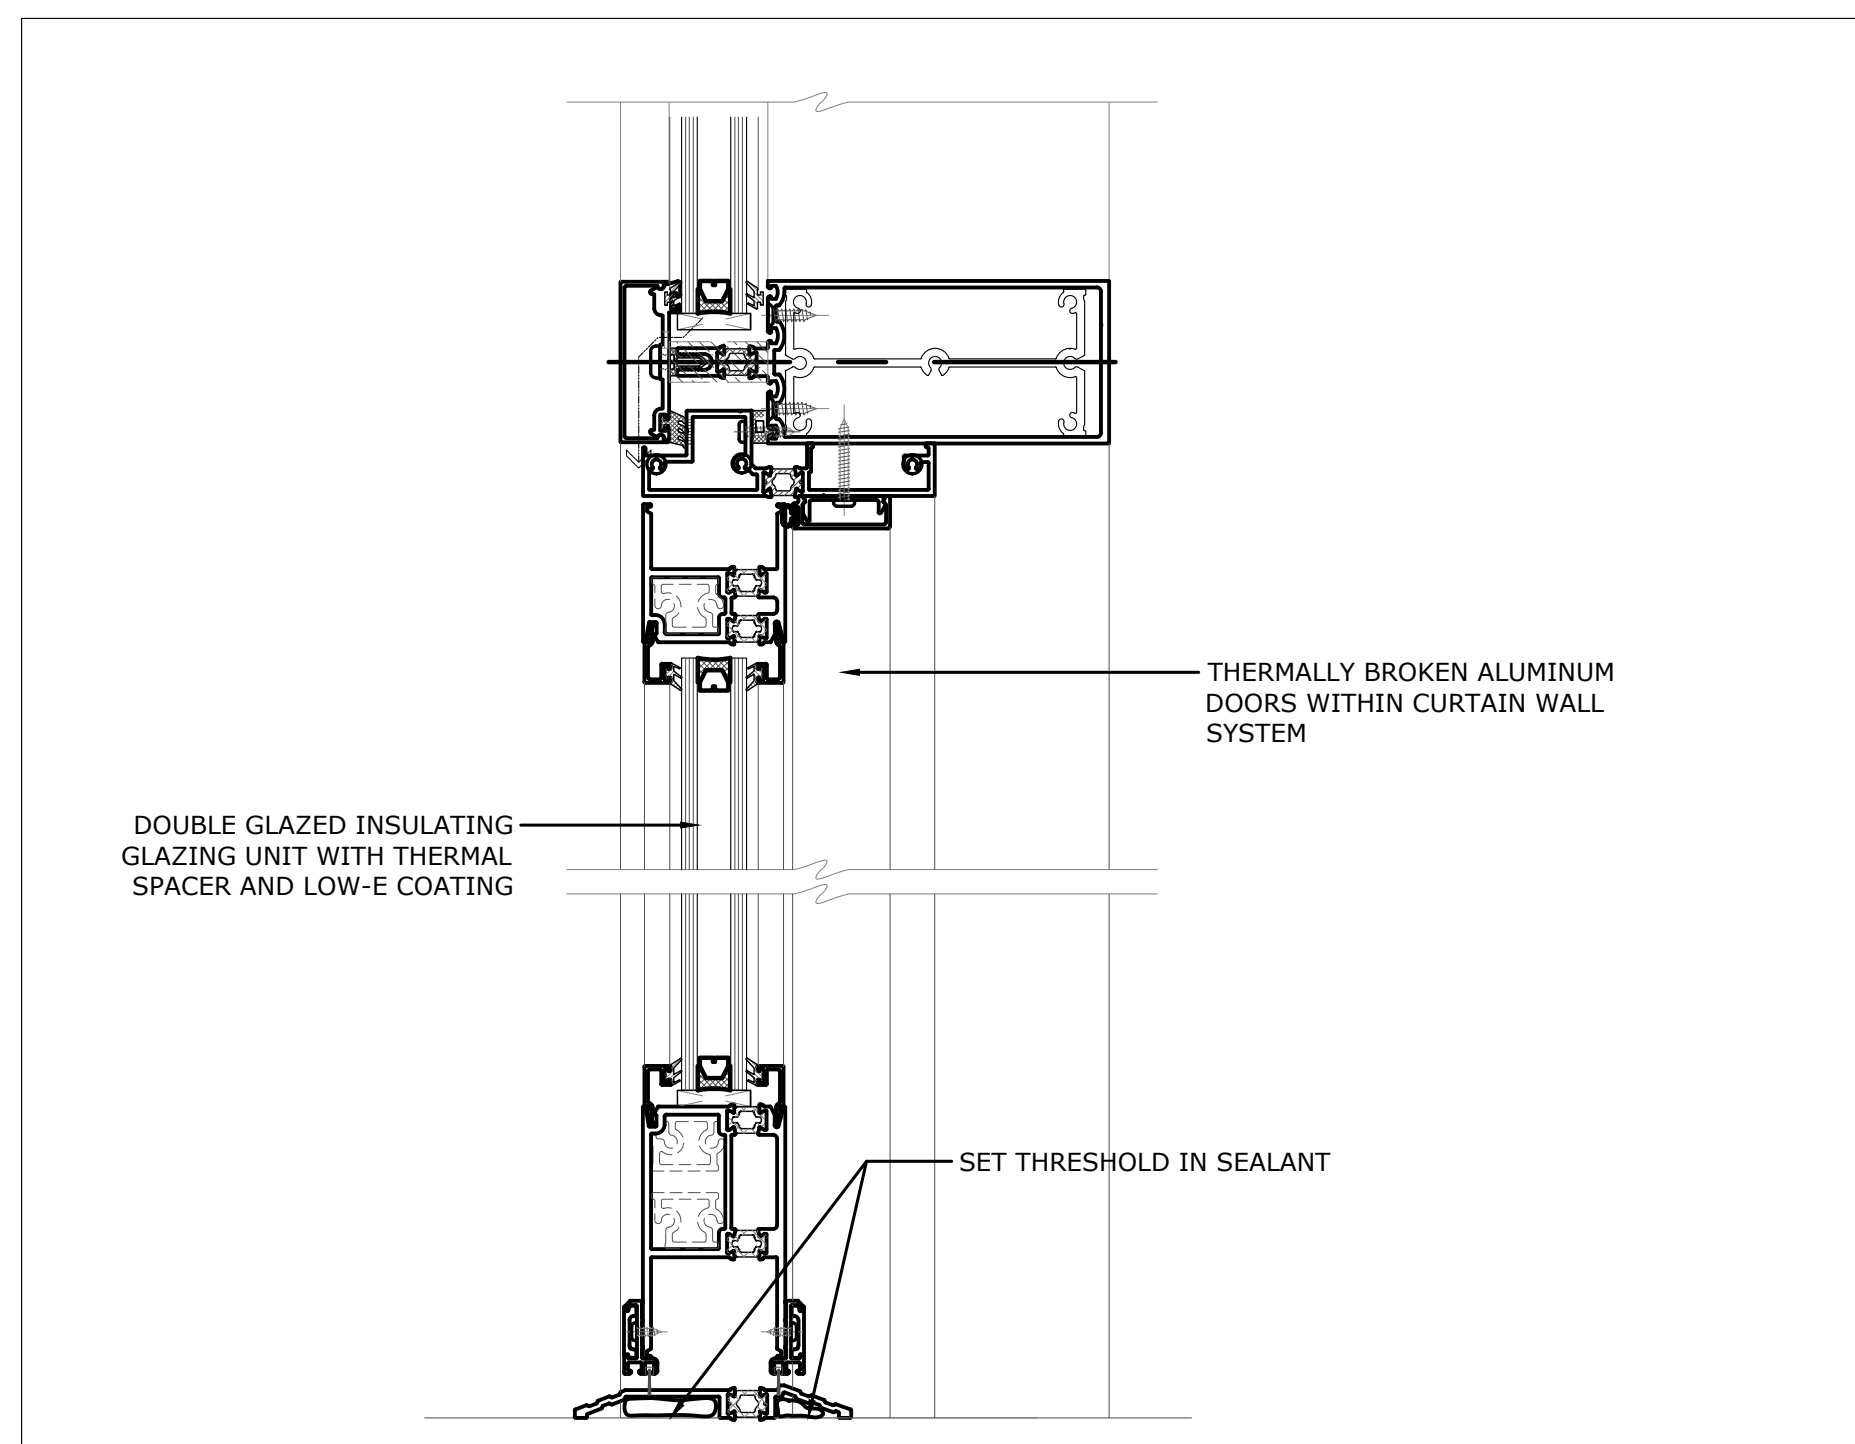 THERMALLY BROKEN ALUMINUM
DOORS WITHIN CURTAIN WALL
SYSTEM
DOUBLE GLAZED INSULATING
GLAZING UNIT WITH THERMAL
SPACER AND LOW-E COATING
SET THRESHOLD IN SEALANT